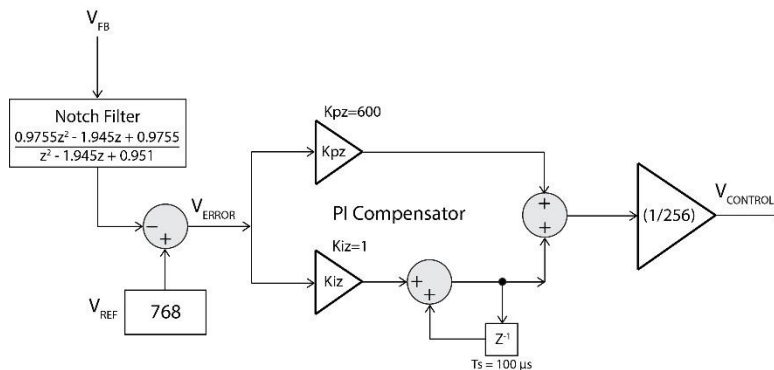 V_FB
Notch Filter
0.9755z² - 1.945z + 0.9755
z² - 1.945z + 0.951
Kpz=600
Kpz
V_ERROR
PI Compensator
(1/256)
V_CONTROL
−
+
+
+
Kiz=1
Kiz
+
+
V_REF
768
Z⁻¹
Ts = 100 µs